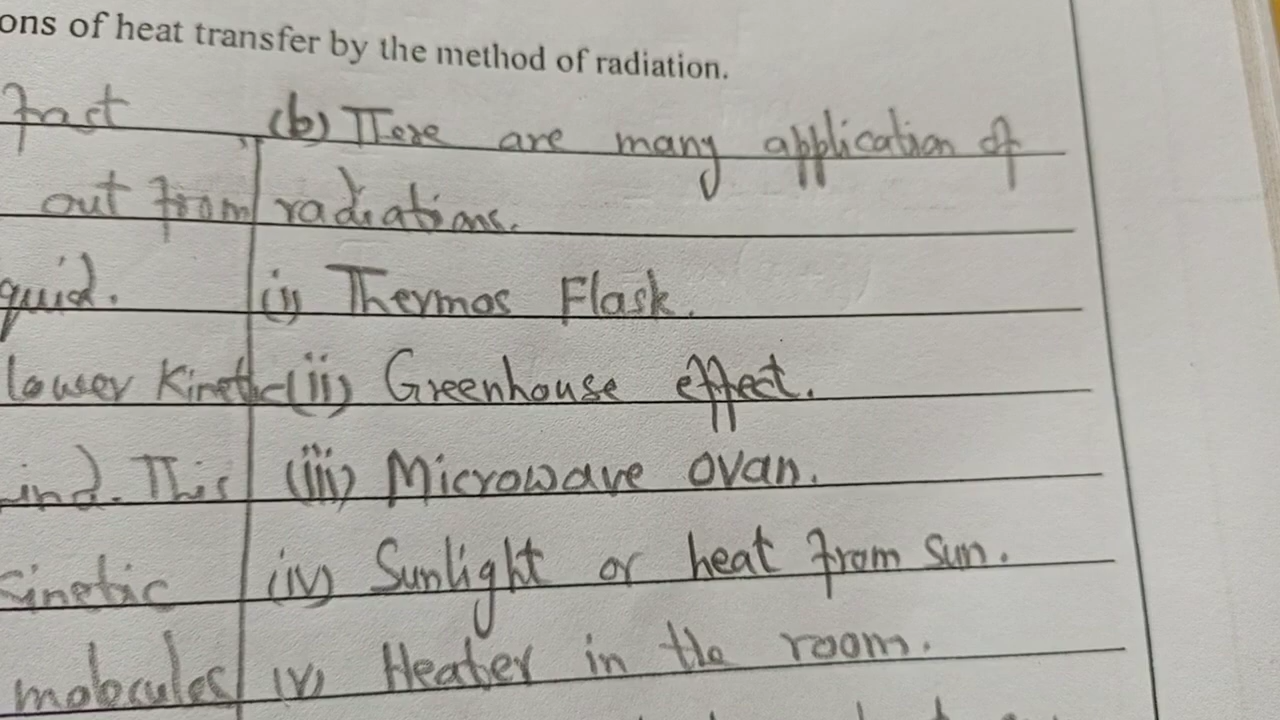 ons of heat transfer by the method of radiation.
fast (b) There are many application of
out from radiations.
quid. (i) Thermos Flask.
lower Kinetic (ii) Greenhouse effect.
ind. This (iii) Microwave ovan.
Kinetic (iv) Sunlight or heat from sun.
molecules (v) Heater in the room.